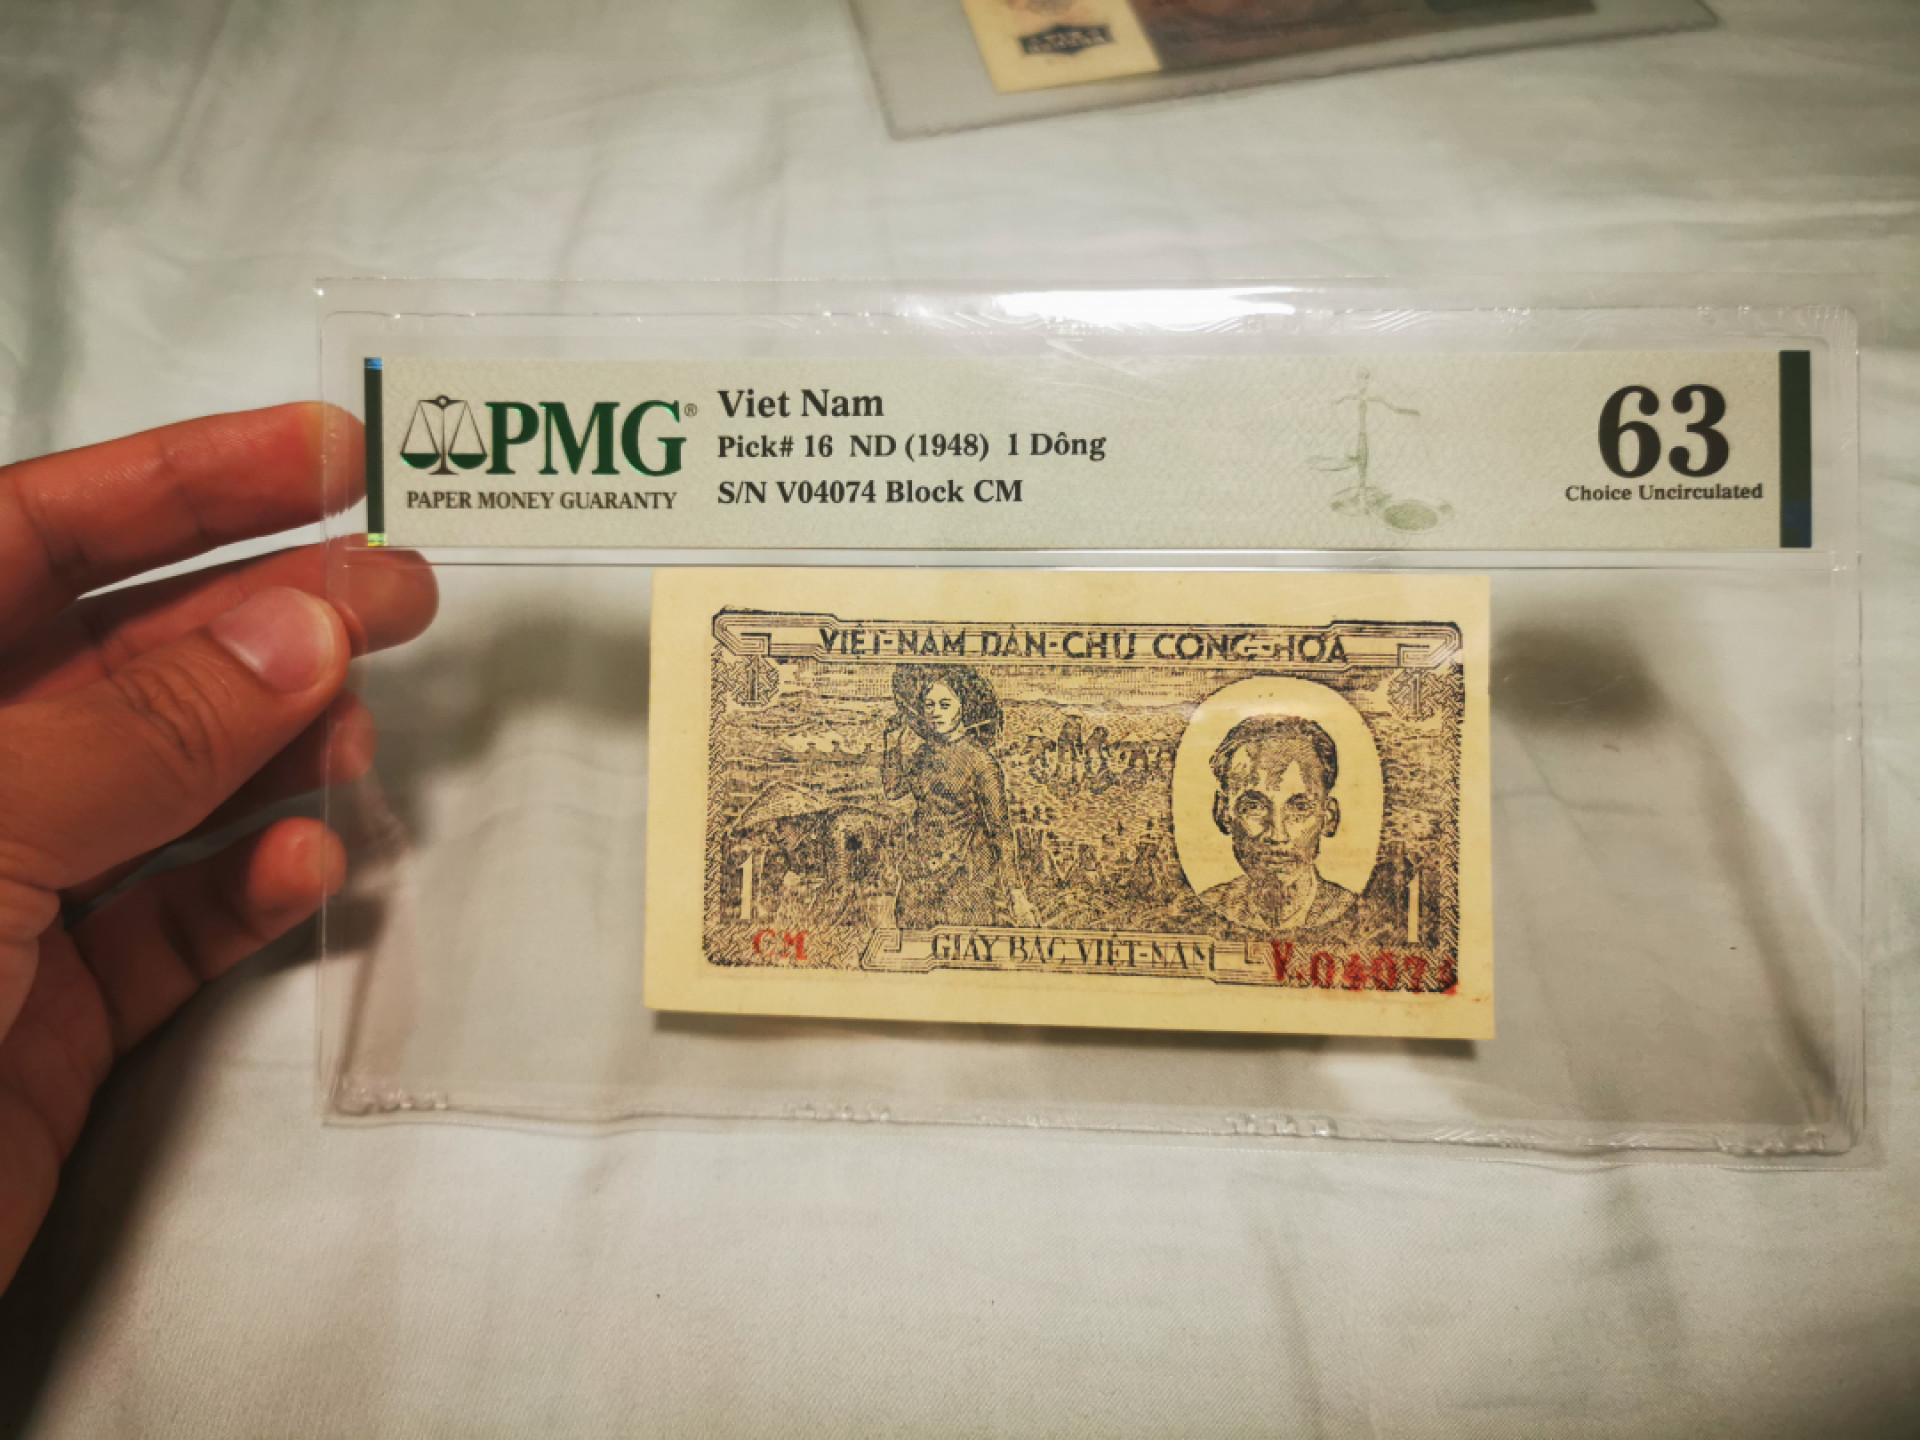 PMG®
PAPER MONEY GUARANTY
Viet Nam
Pick# 16 ND (1948) 1 Dông
S/N V04074 Block CM
63
Choice Uncirculated
VIỆT-NAM DÂN-CHỦ CỘNG-HÒA
1 1
1 1
CM
GIẤY BẠC VIỆT-NAM
V.04074